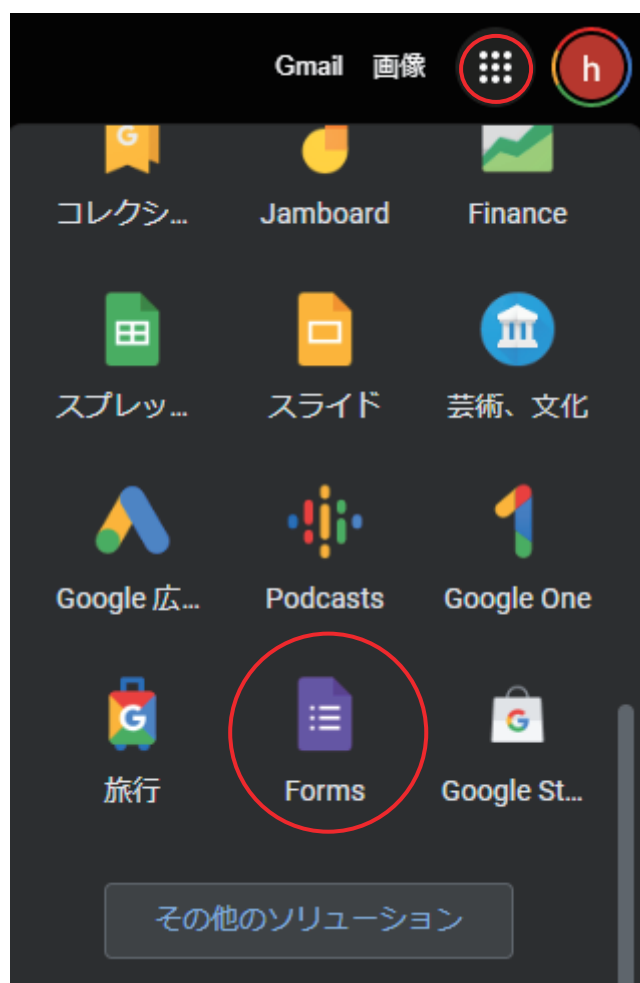 Gmail 画像 h
コレクシ... Jamboard Finance
スプレッ... スライド 芸術、文化
Google 広... Podcasts Google One
旅行 Forms Google St...
その他のソリューション